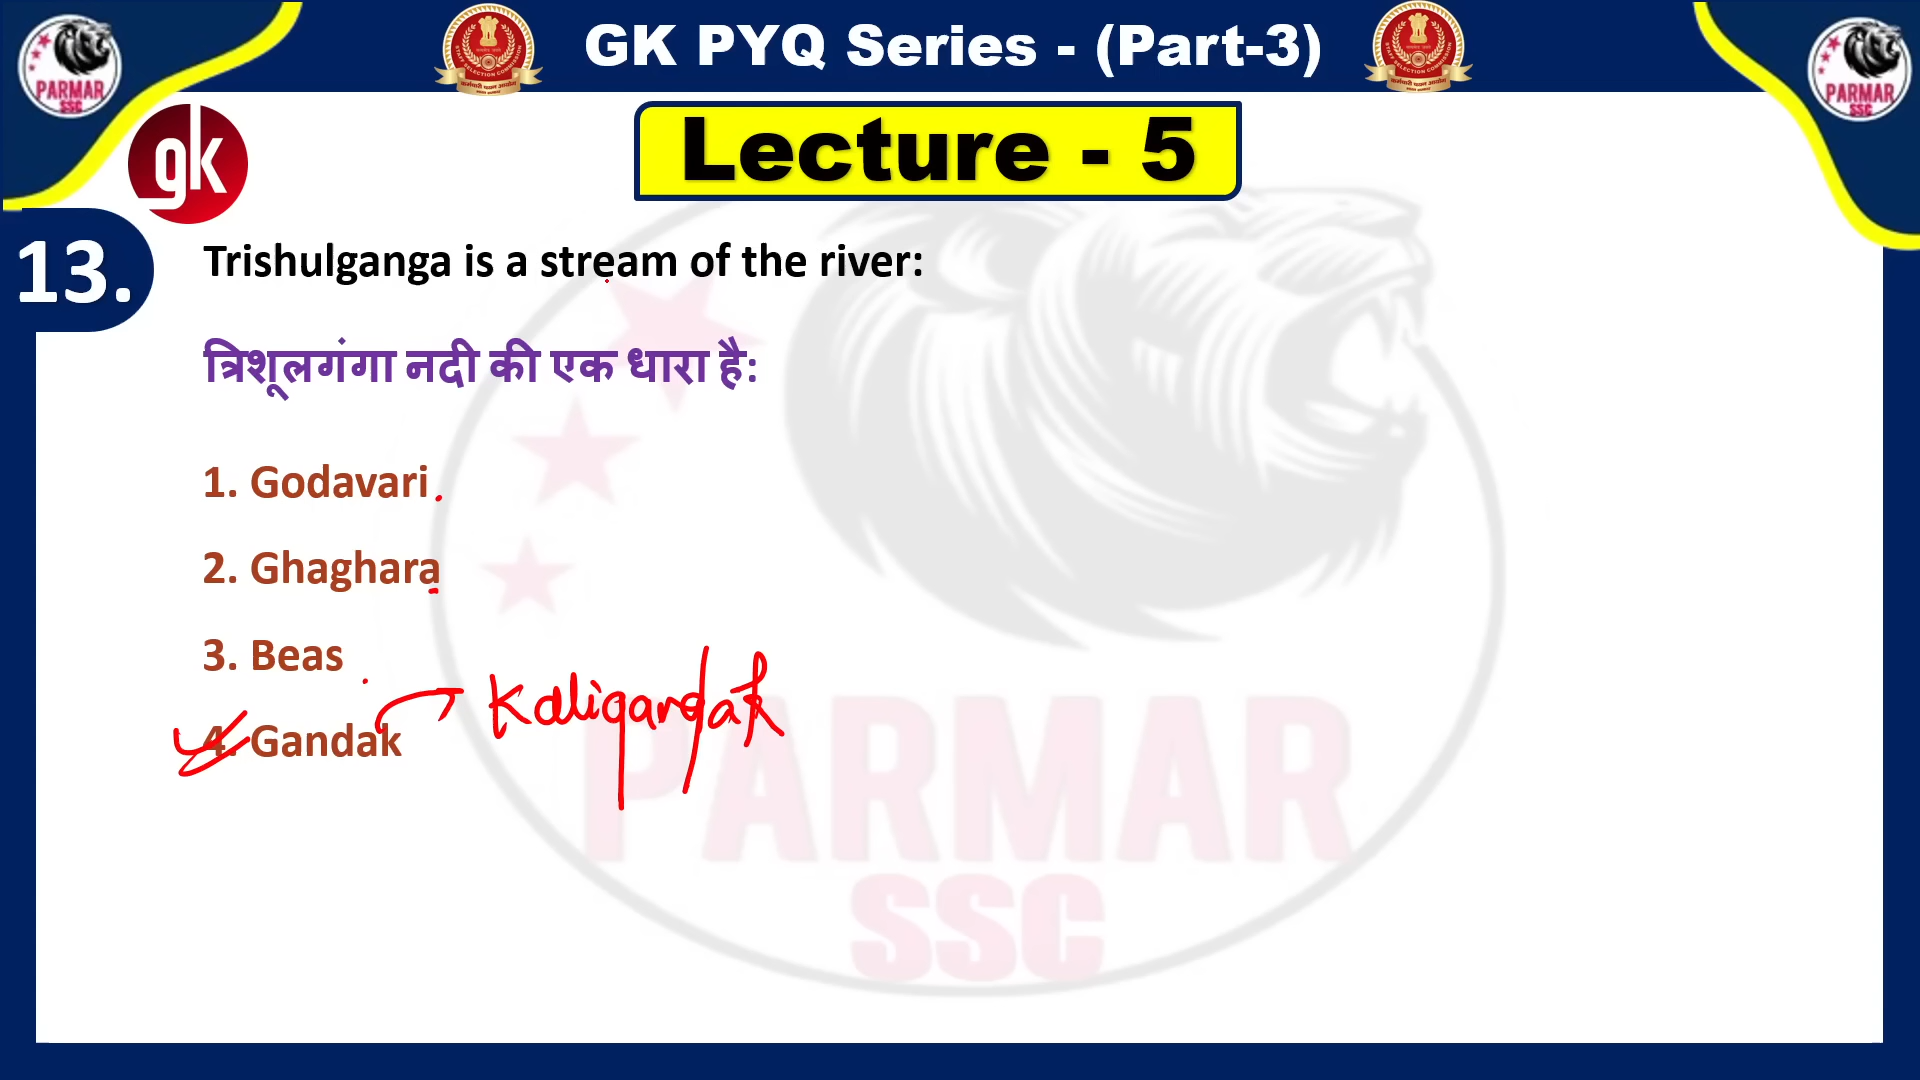 GK PYQ Series - (Part-3)
PARMAR
SSC
PARMAR
SSC
gk
Lecture - 5
13.
Trishulganga is a stream of the river:
त्रिशूलगंगा नदी की एक धारा है:
1. Godavari
2. Ghaghara
3. Beas
4. Gandak
Kaligandak
PARMAR
SSC